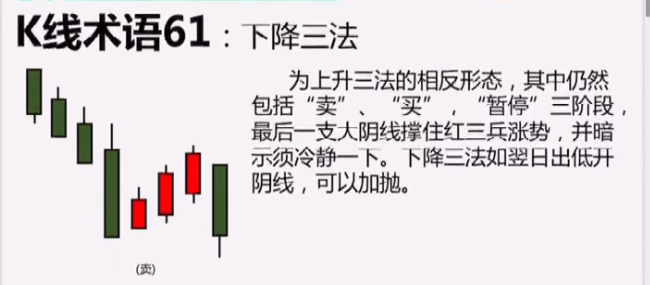 K线术语61：下降三法
为上升三法的相反形态，其中仍然
包括“卖”、“买”，“暂停”三阶段，
最后一支大阴线撑住红三兵涨势，并暗
示须冷静一下。下降三法如翌日出低开
阴线，可以加抛。
(卖)